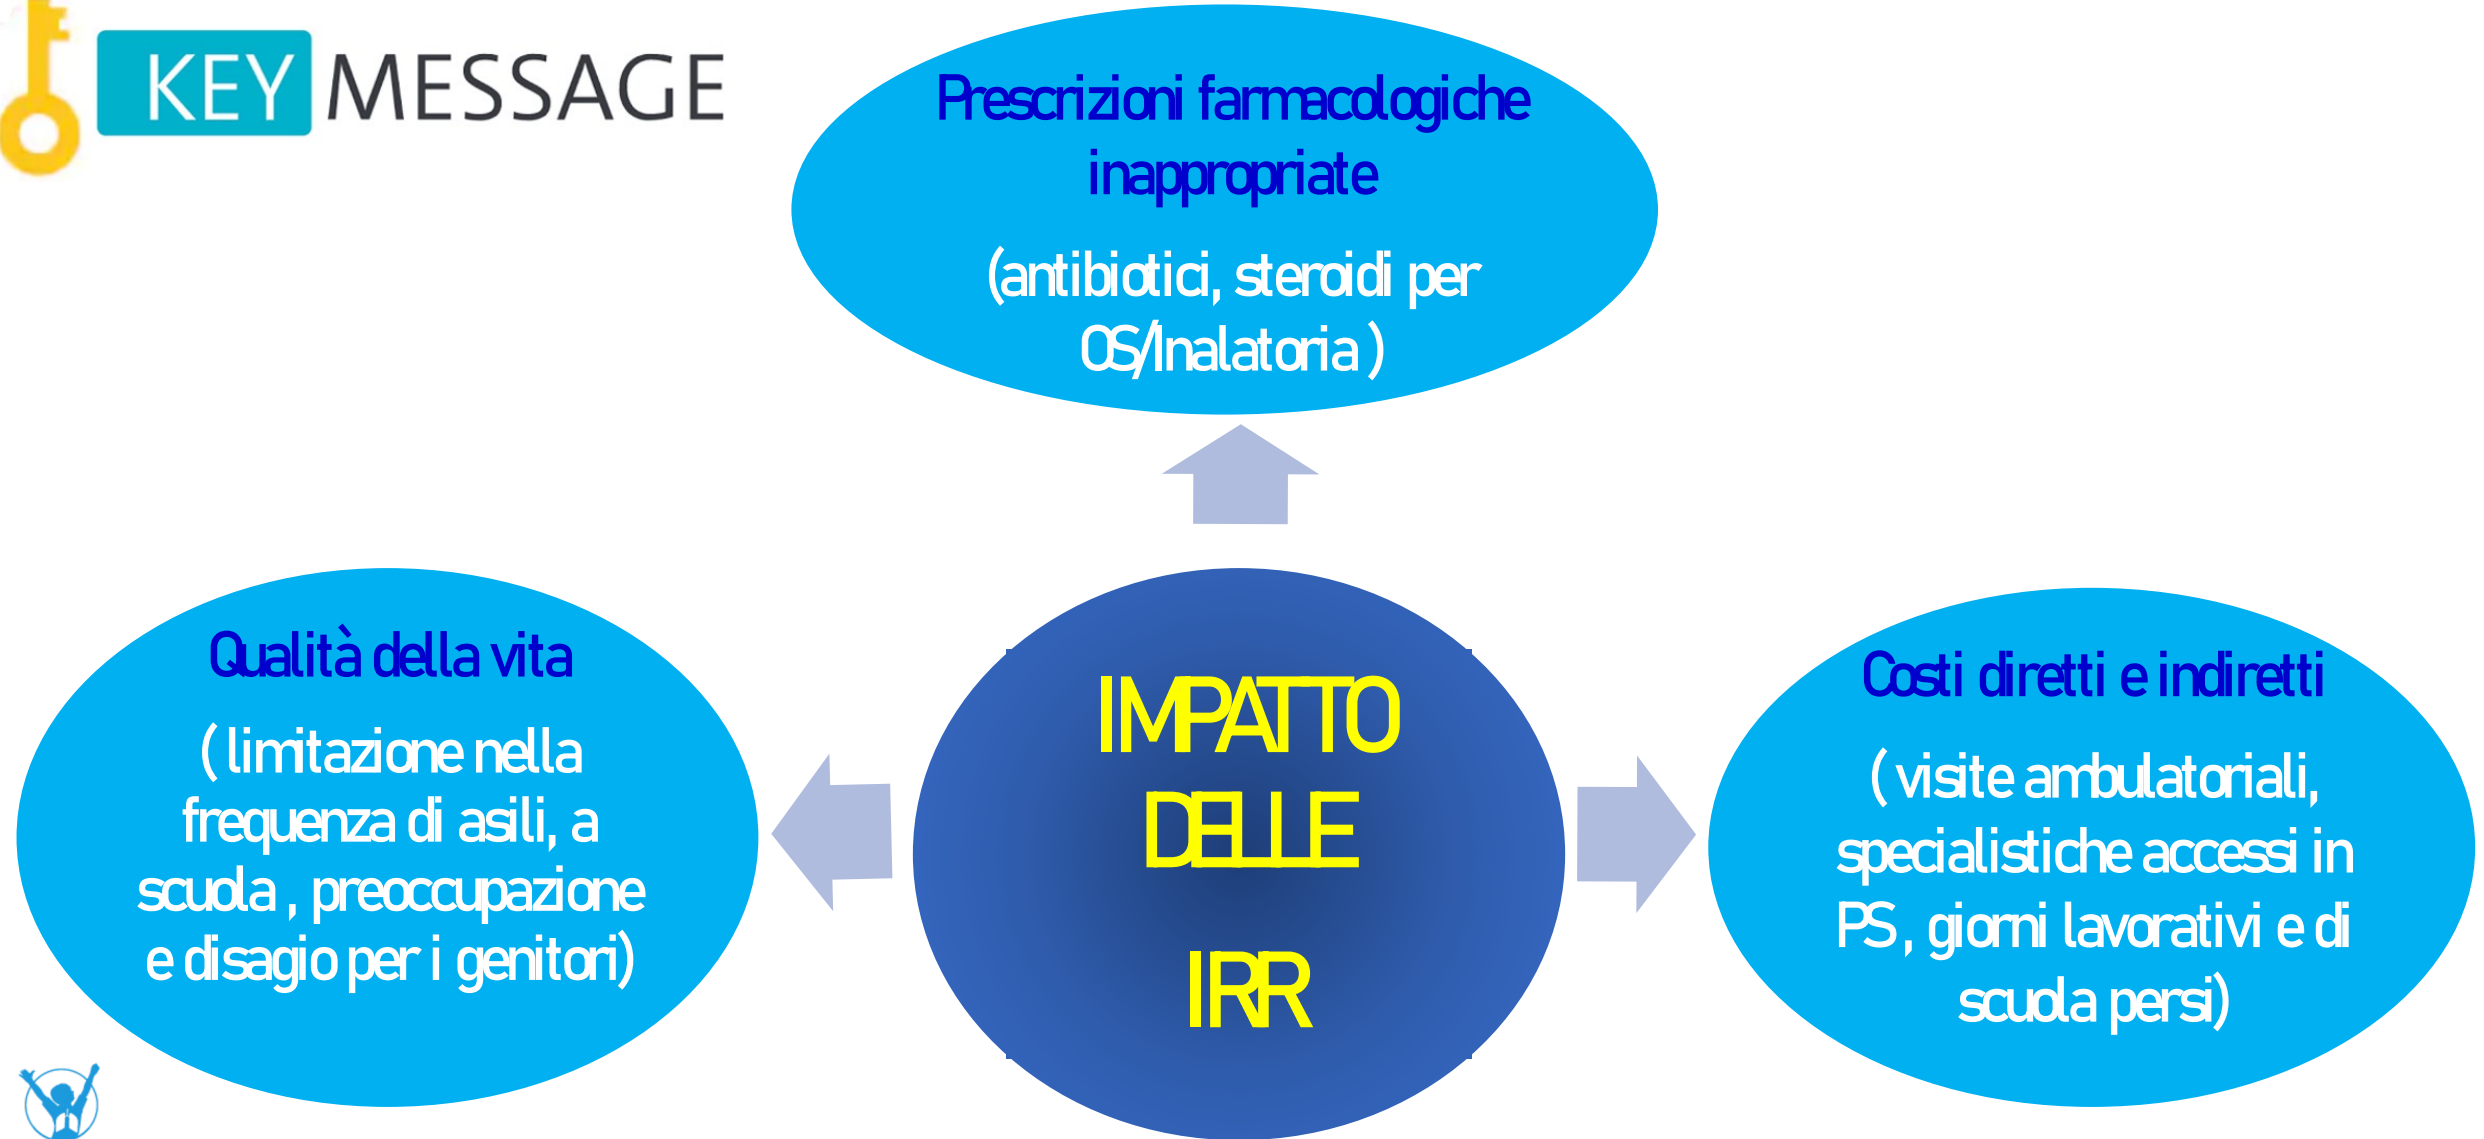 KEY MESSAGE
Prescrizioni farmacologiche
inappropriate
(antibiotici, steroidi per
OS/Inalatoria )
Qualità della vita
( limitazione nella
frequenza di asili, a
scuola , preoccupazione
e disagio per i genitori)
IMPATTO
DELLE
IRR
Costi diretti e indiretti
( visite ambulatoriali,
specialistiche accessi in
PS , giorni lavorativi e di
scuola persi)